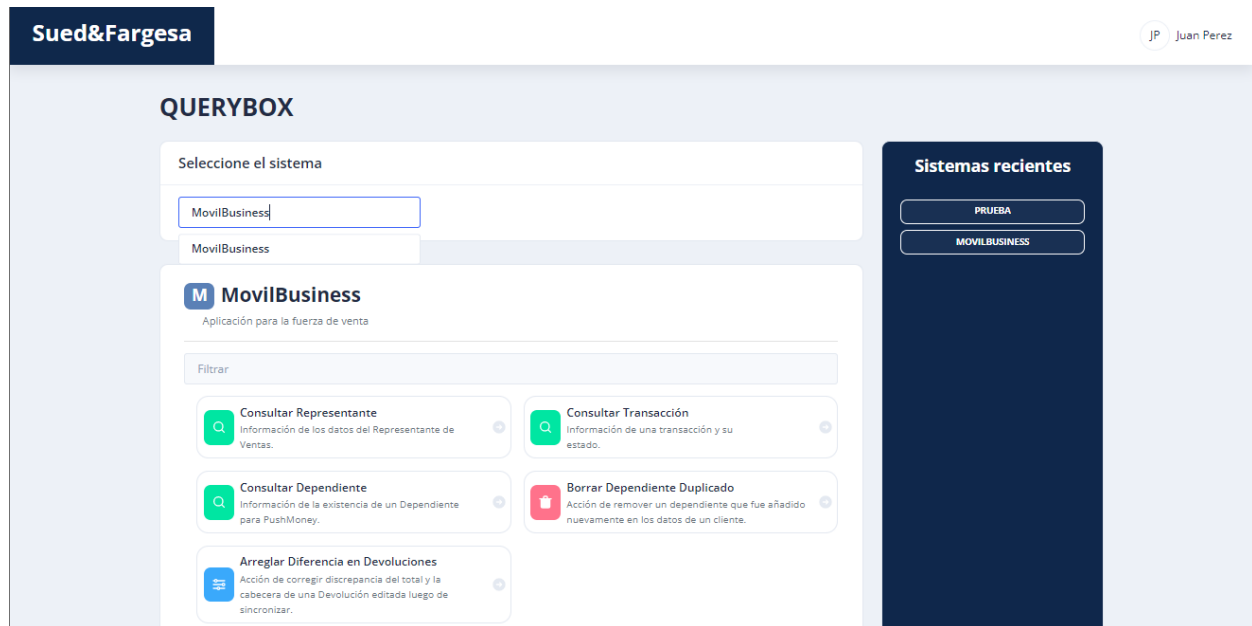 Sued&Fargesa
JP Juan Perez
QUERYBOX
Seleccione el sistema
MovilBusiness
MovilBusiness
Sistemas recientes
PRUEBA
MOVILBUSINESS
M MovilBusiness
Aplicación para la fuerza de venta
Filtrar
Consultar Representante
Información de los datos del Representante de
Ventas.
Consultar Transacción
Información de una transacción y su
estado.
Consultar Dependiente
Información de la existencia de un Dependiente
para PushMoney.
Borrar Dependiente Duplicado
Acción de remover un dependiente que fue añadido
nuevamente en los datos de un cliente.
Arreglar Diferencia en Devoluciones
Acción de corregir discrepancia del total y la
cabecera de una Devolución editada luego de
sincronizar.